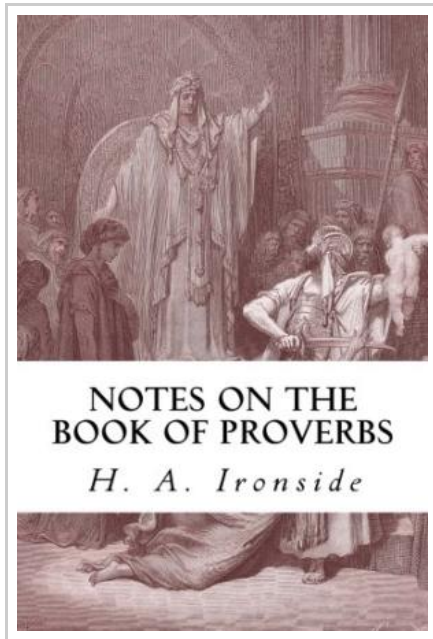 NOTES ON THE
BOOK OF PROVERBS
H. A. Ironside